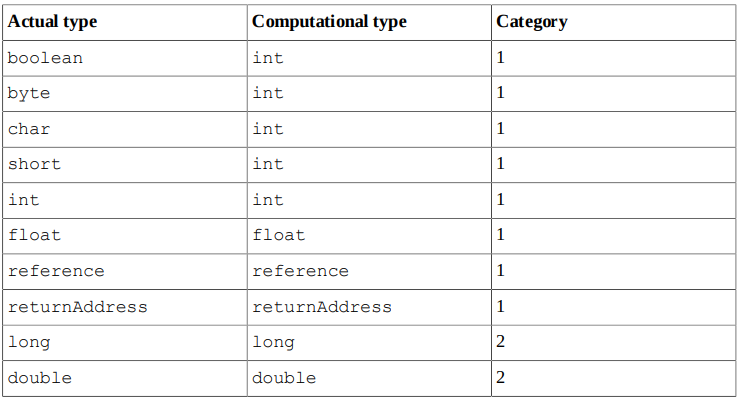 Actual type Computational type Category
boolean int 1
byte int 1
char int 1
short int 1
int int 1
float float 1
reference reference 1
returnAddress returnAddress 1
long long 2
double double 2